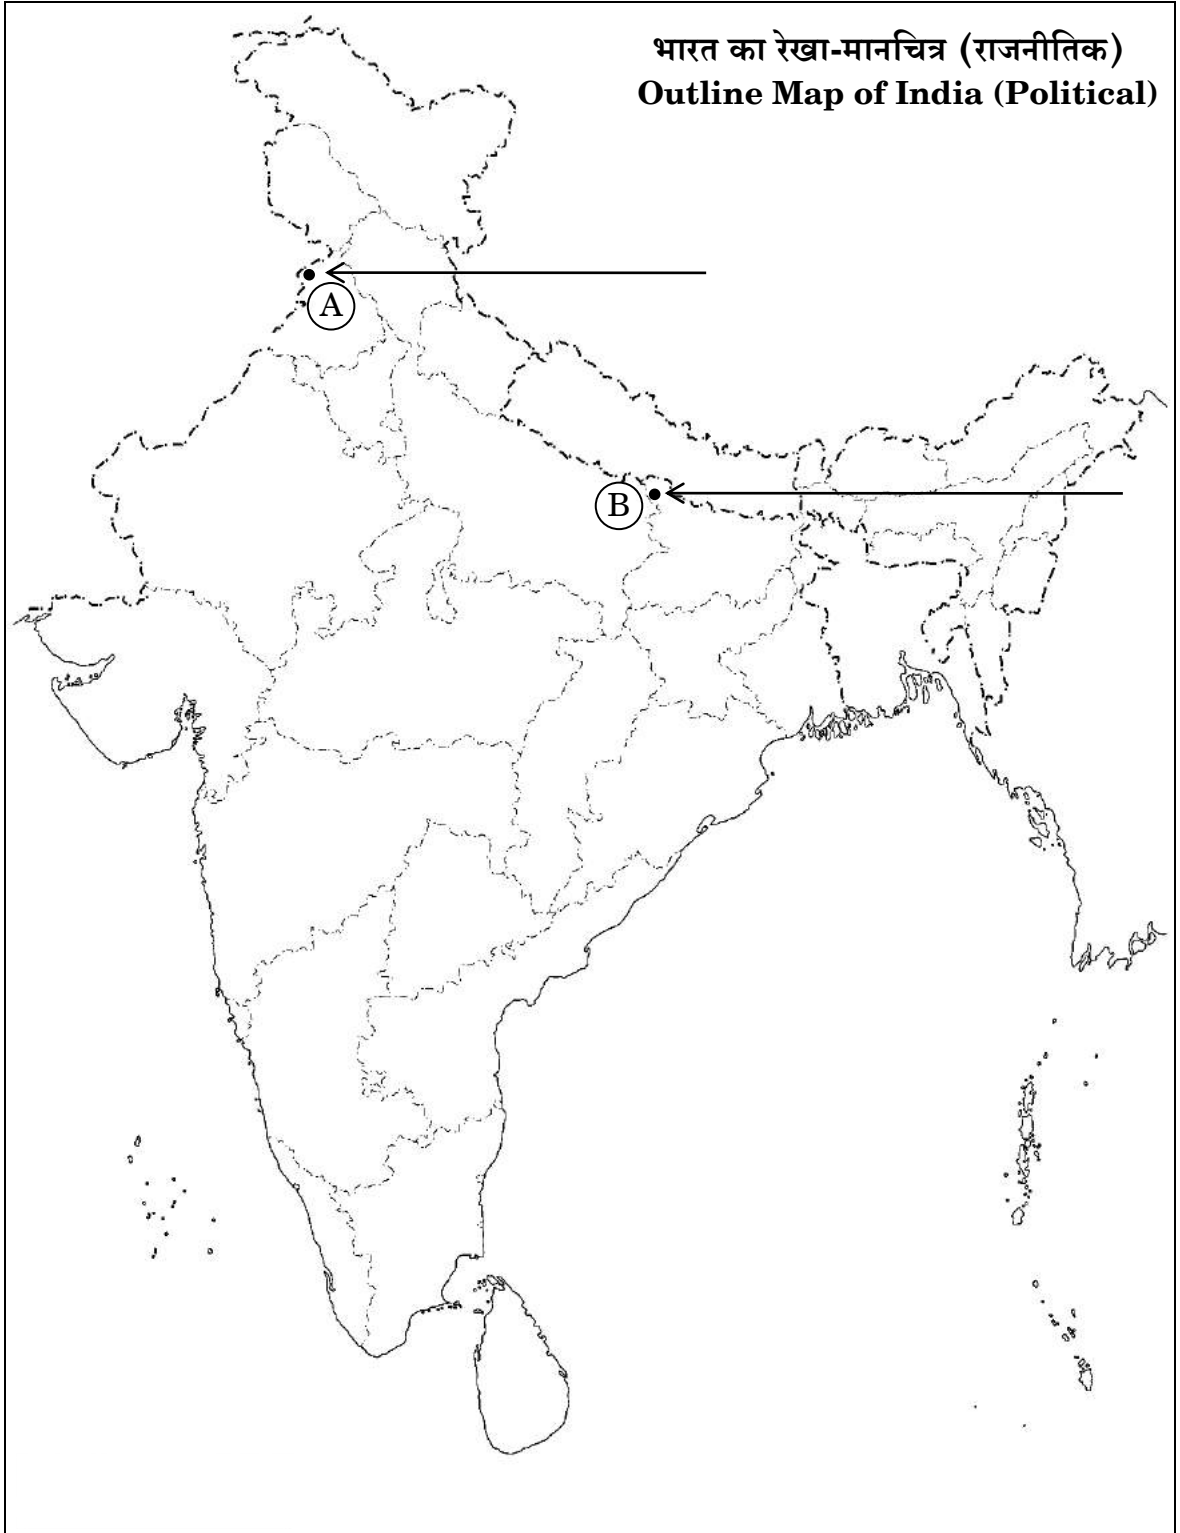 भारत का रेखा-मानचित्र (राजनीतिक)
Outline Map of India (Political)
A
B